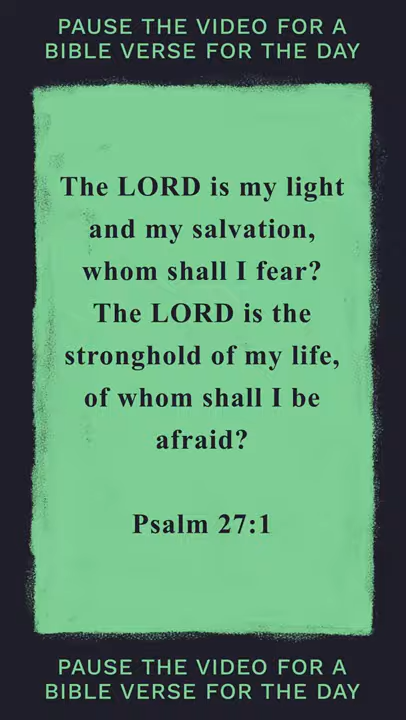 PAUSE THE VIDEO FOR A
BIBLE VERSE FOR THE DAY
The LORD is my light
and my salvation,
whom shall I fear?
The LORD is the
stronghold of my life,
of whom shall I be
afraid?
Psalm 27:1
PAUSE THE VIDEO FOR A
BIBLE VERSE FOR THE DAY